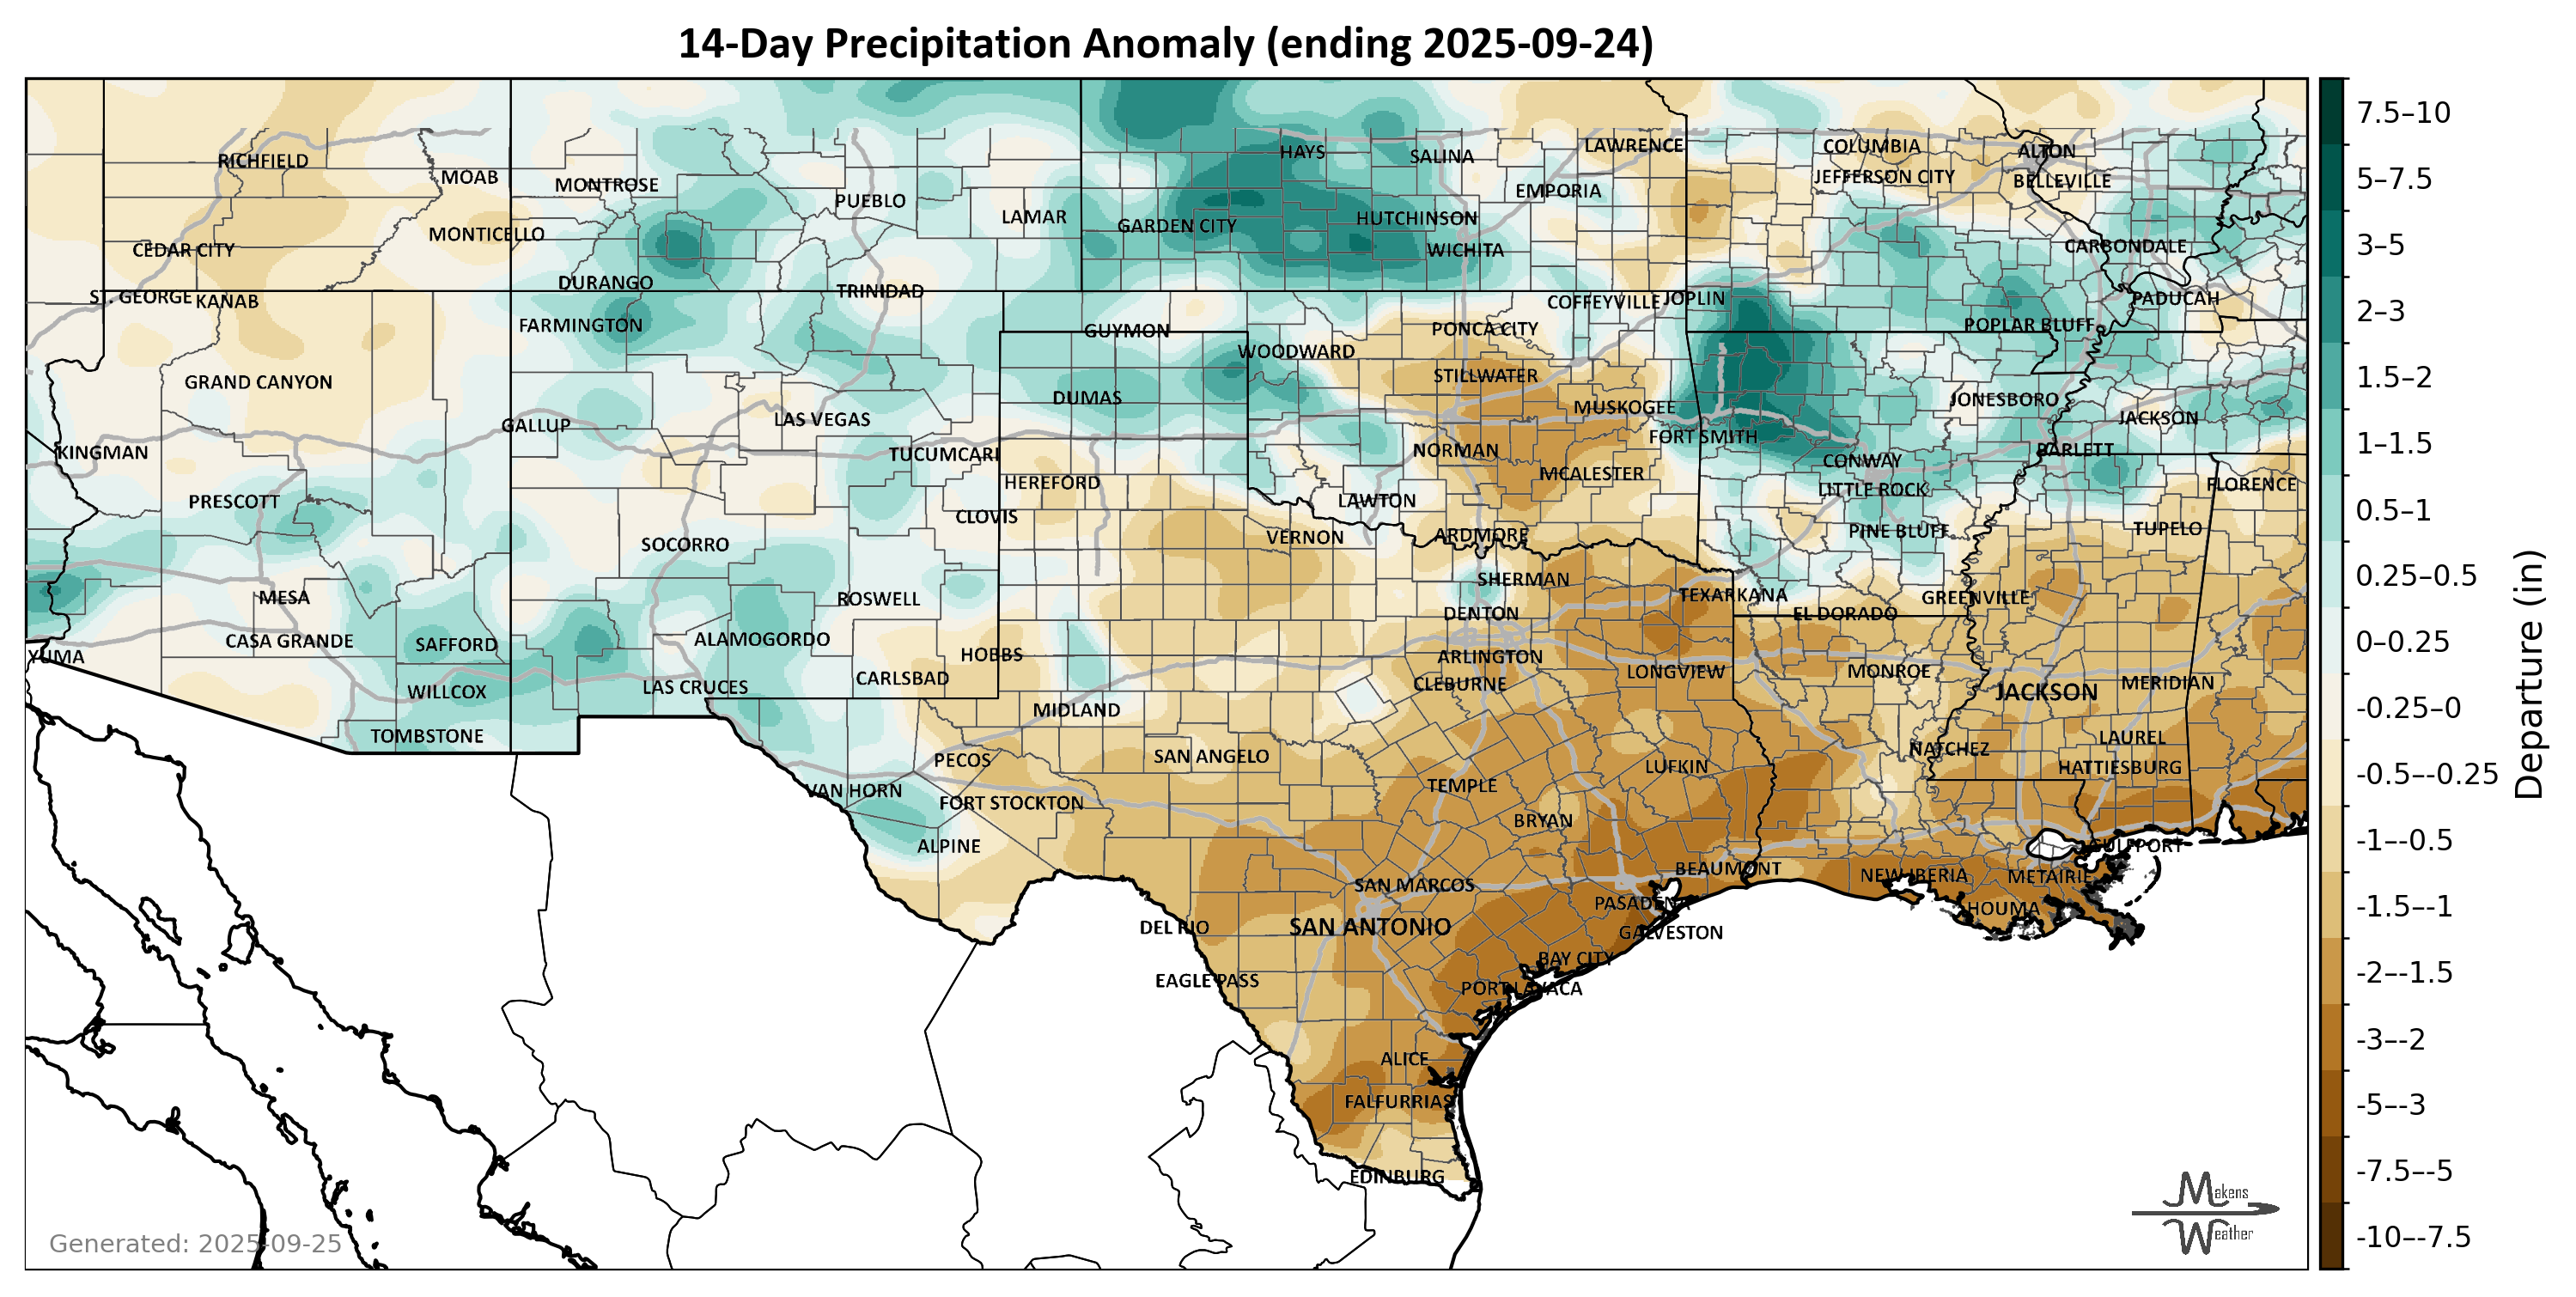 14-Day Precipitation Anomaly (ending 2025-09-24)
HAYS
SALINA
LAWRENCE
COLUMBIA
ALTON
RICHFIELD
MOAB
MONTROSE
PUEBLO
LAMAR
GARDEN CITY
HUTCHINSON
EMPORIA
JEFFERSON CITY
BELLEVILLE
MONTICELLO
CEDAR CITY
WICHITA
CARBONDALE
DURANGO
TRINIDAD
ST. GEORGE
KANAB
COFFEYVILLE
JOPLIN
PADUCAH
FARMINGTON
GUYMON
PONCA CITY
POPLAR BLUFF
WOODWARD
GRAND CANYON
STILLWATER
DUMAS
MUSKOGEE
JONESBORO
JACKSON
GALLUP
LAS VEGAS
FORT SMITH
KINGMAN
TUCUMCARI
NORMAN
BARLETT
CONWAY
PRESCOTT
HEREFORD
MCALESTER
LITTLE ROCK
FLORENCE
CLOVIS
LAWTON
SOCORRO
VERNON
ARDMORE
PINE BLUFF
TUPELO
MESA
ROSWELL
SHERMAN
TEXARKANA
GREENVILLE
CASA GRANDE
SAFFORD
ALAMOGORDO
DENTON
EL DORADO
YUMA
HOBBS
ARLINGTON
WILLCOX
LAS CRUCES
CARLSBAD
CLEBURNE
LONGVIEW
MONROE
JACKSON
MERIDIAN
TOMBSTONE
MIDLAND
PECOS
SAN ANGELO
NATCHEZ
LAUREL
VAN HORN
FORT STOCKTON
TEMPLE
LUFKIN
HATTIESBURG
ALPINE
BRYAN
GULFPORT
SAN MARCOS
BEAUMONT
NEW IBERIA
METAIRIE
DEL RIO
SAN ANTONIO
PASADENA
GALVESTON
HOUMA
EAGLE PASS
BAY CITY
PORT LAVACA
ALICE
FALFURRIAS
EDINBURG
7.5–10
5–7.5
3–5
2–3
1.5–2
1–1.5
0.5–1
0.25–0.5
0–0.25
-0.25–0
-0.5–-0.25
-1–-0.5
-1.5–-1
-2–-1.5
-3–-2
-5–-3
-7.5–-5
-10–-7.5
Departure (in)
Generated: 2025-09-25
Makens
Weather